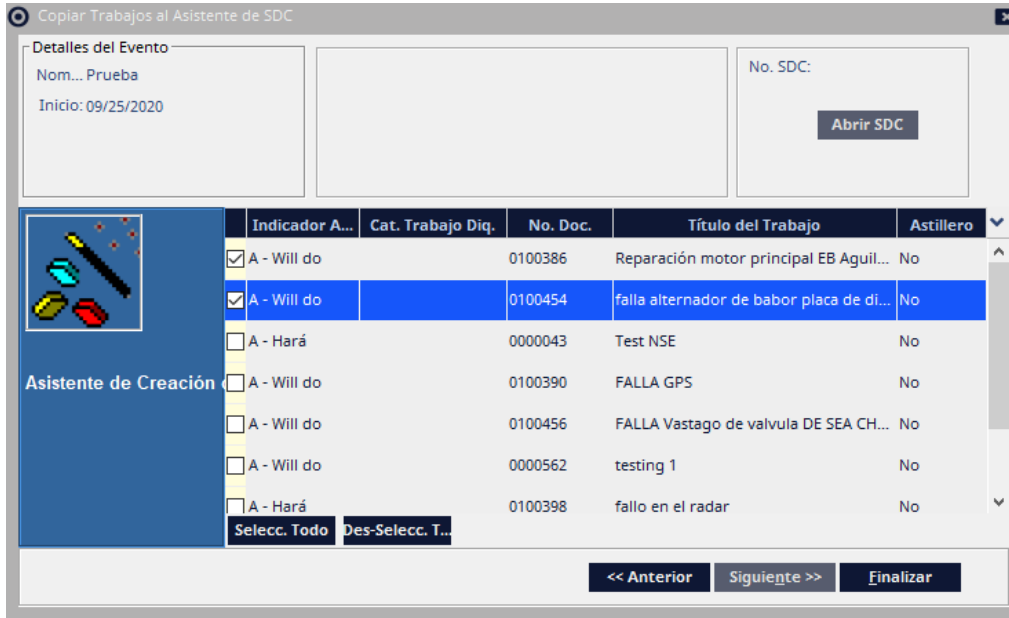 Copiar Trabajos al Asistente de SDC
Detalles del Evento
Nom... Prueba
Inicio: 09/25/2020
No. SDC:
Abrir SDC
Asistente de Creación
Indicador A... Cat. Trabajo Diq. No. Doc. Título del Trabajo Astillero
A - Will do 0100386 Reparación motor principal EB Aguil... No
A - Will do 0100454 falla alternador de babor placa de di... No
A - Hará 0000043 Test NSE No
A - Will do 0100390 FALLA GPS No
A - Will do 0100456 FALLA Vastago de valvula DE SEA CH... No
A - Will do 0000562 testing 1 No
A - Hará 0100398 fallo en el radar No
Selecc. Todo Des-Selecc. T...
<< Anterior Siguiente >> Finalizar